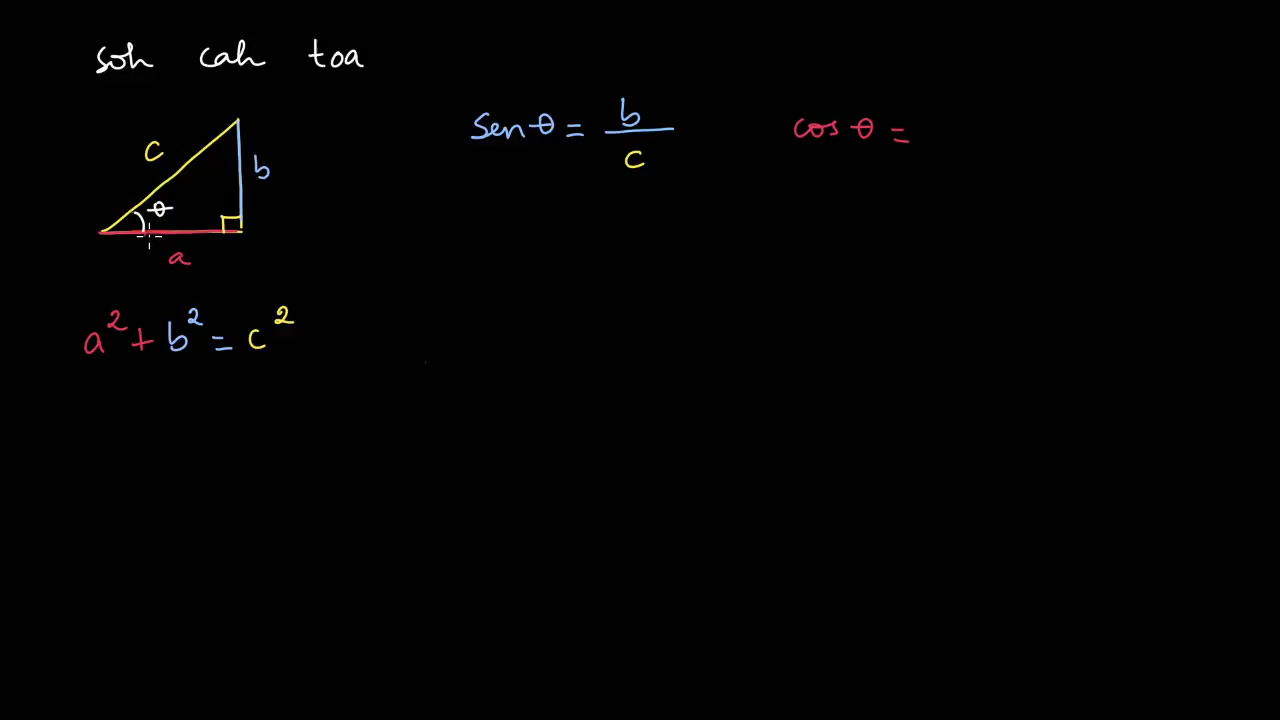 soh cah toa
c
b
θ
a
sen θ = b/c
cos θ =
a² + b² = c²